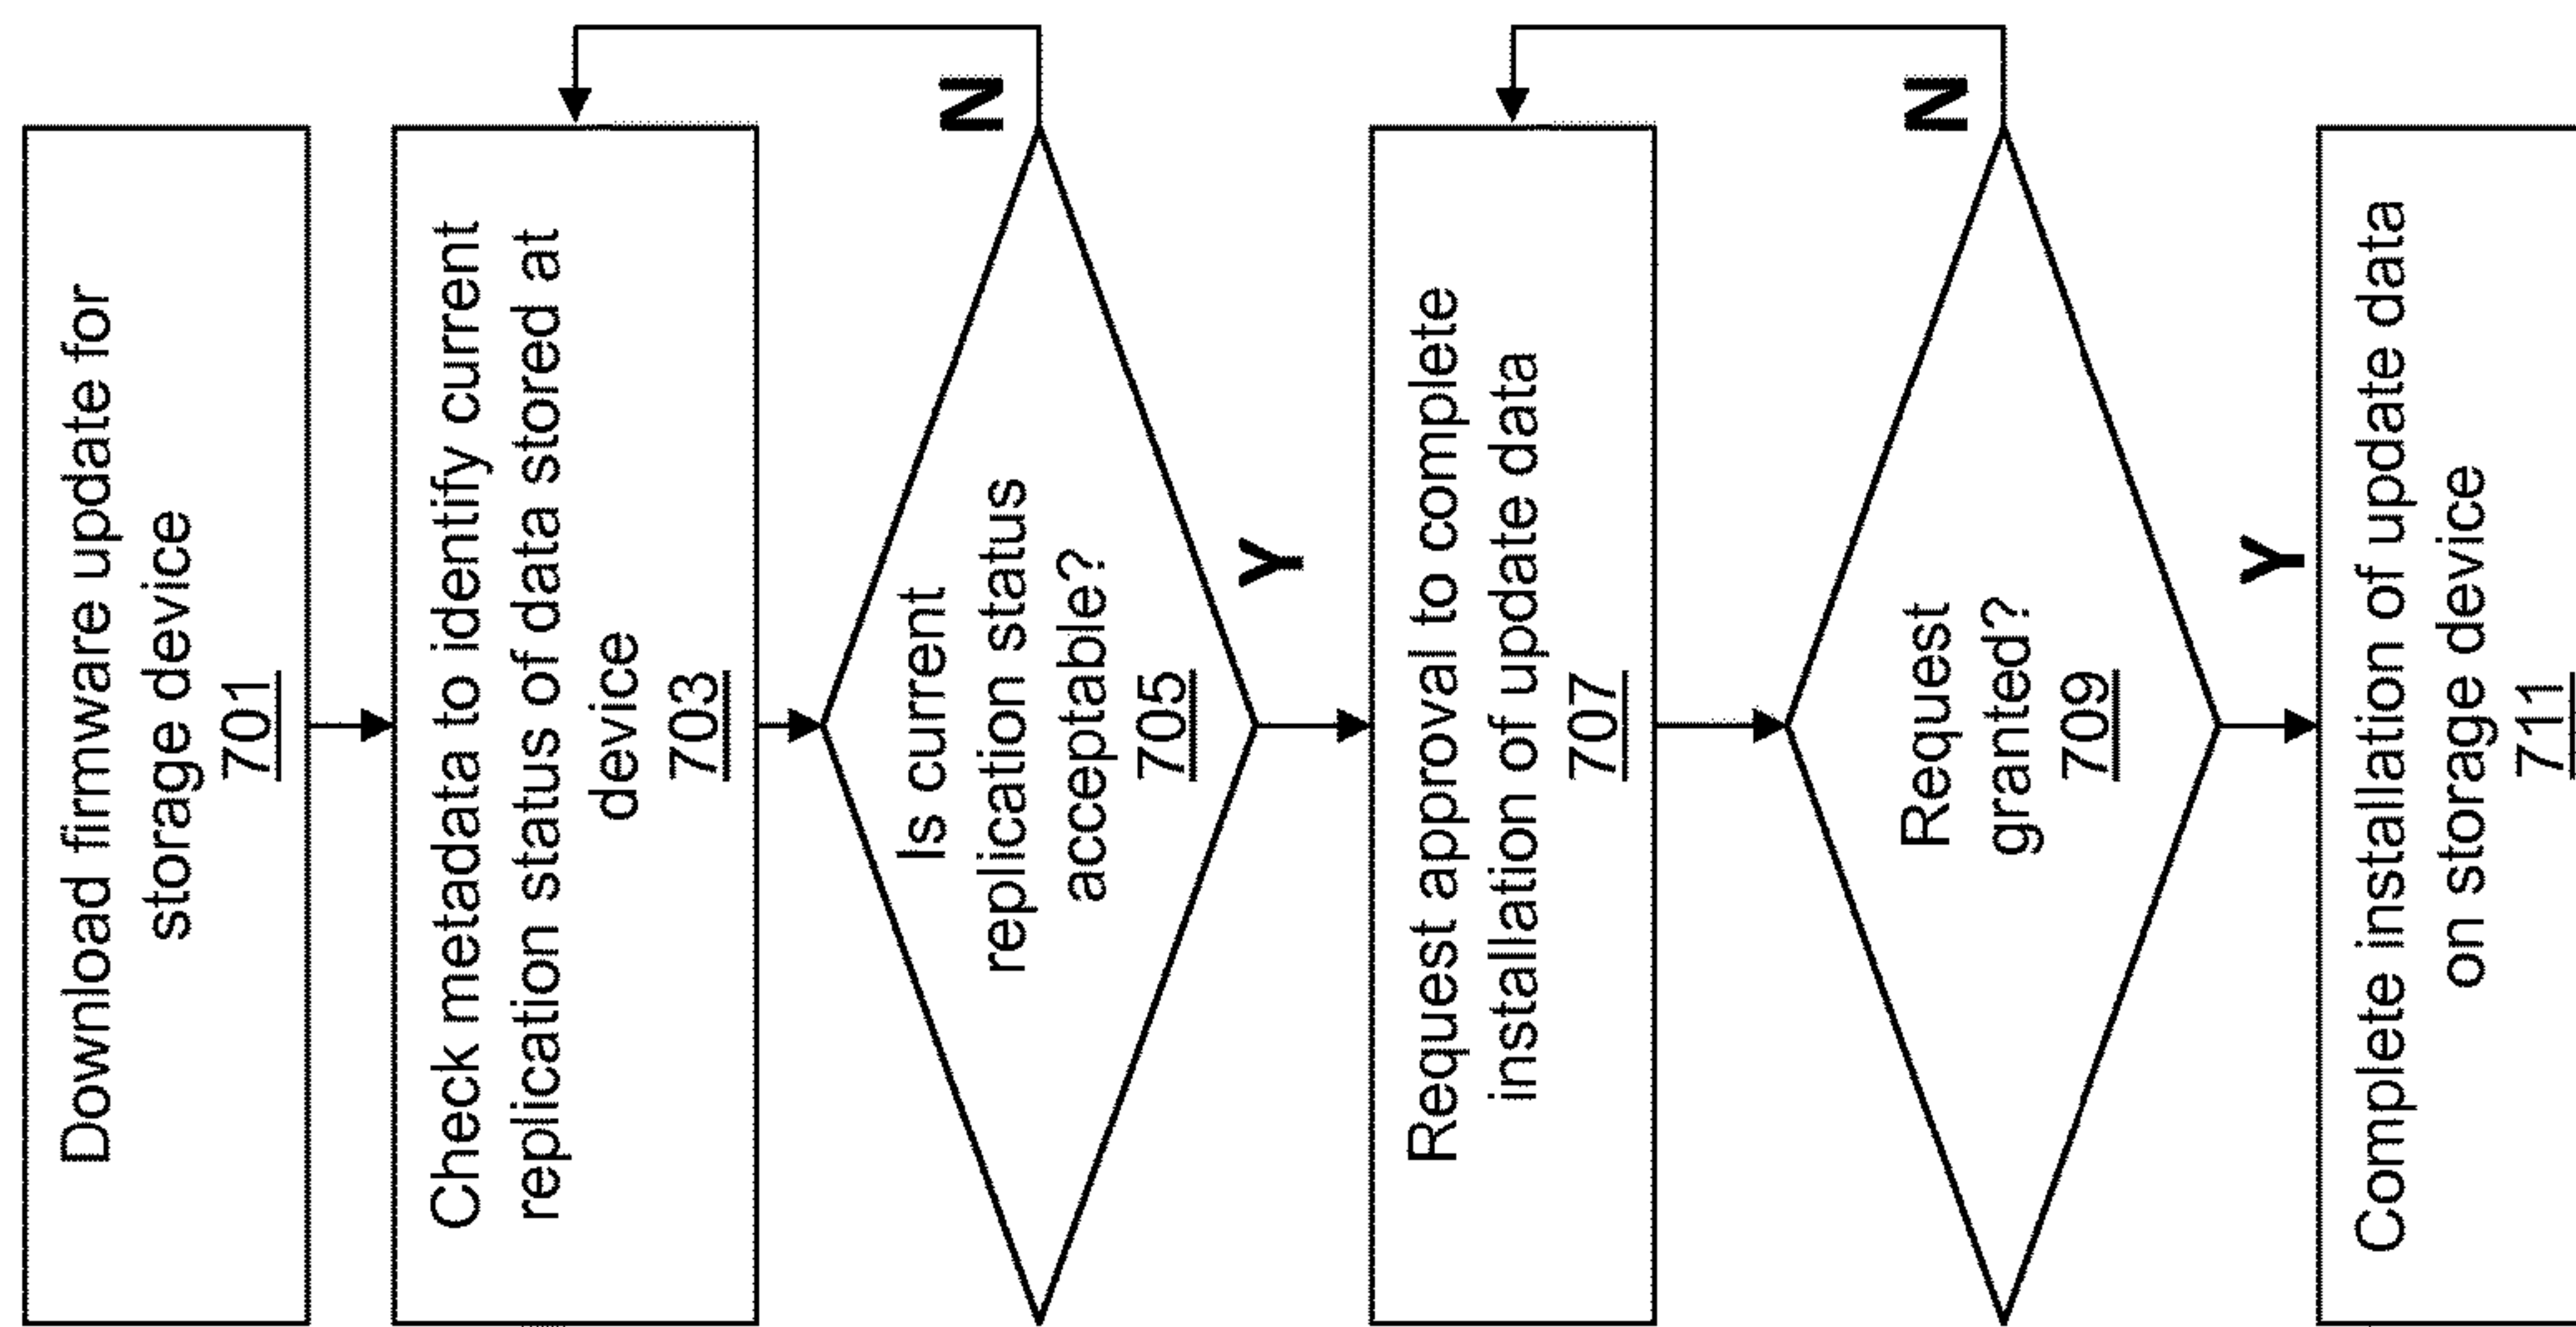 Download firmware update for
storage device
701
Check metadata to identify current
replication status of data stored at
device
703
Is current
replication status
acceptable?
705
N
Y
Request approval to complete
installation of update data
707
Request
granted?
709
N
Y
Complete installation of update data
on storage device
711